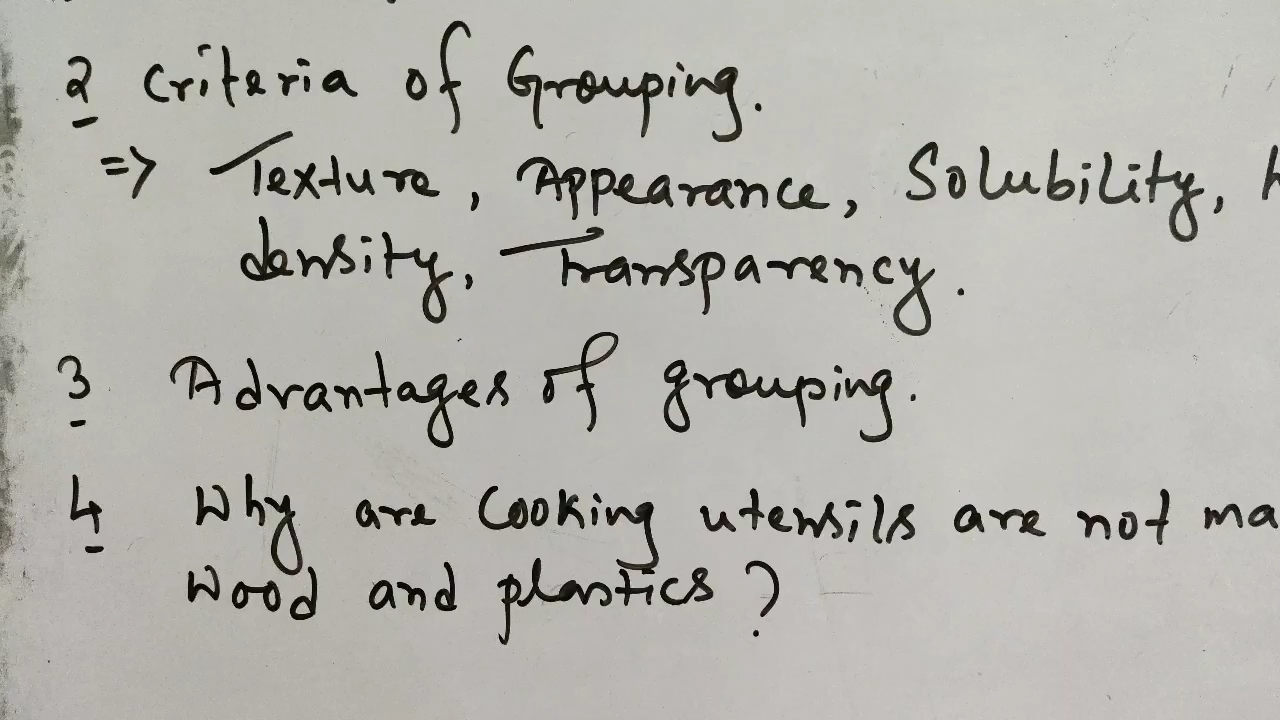 2 Criteria of Grouping.
=> Texture, Appearance, Solubility,
density, Transparency.
3 Advantages of grouping.
4 Why are Cooking utensils are not ma
Wood and plastics?